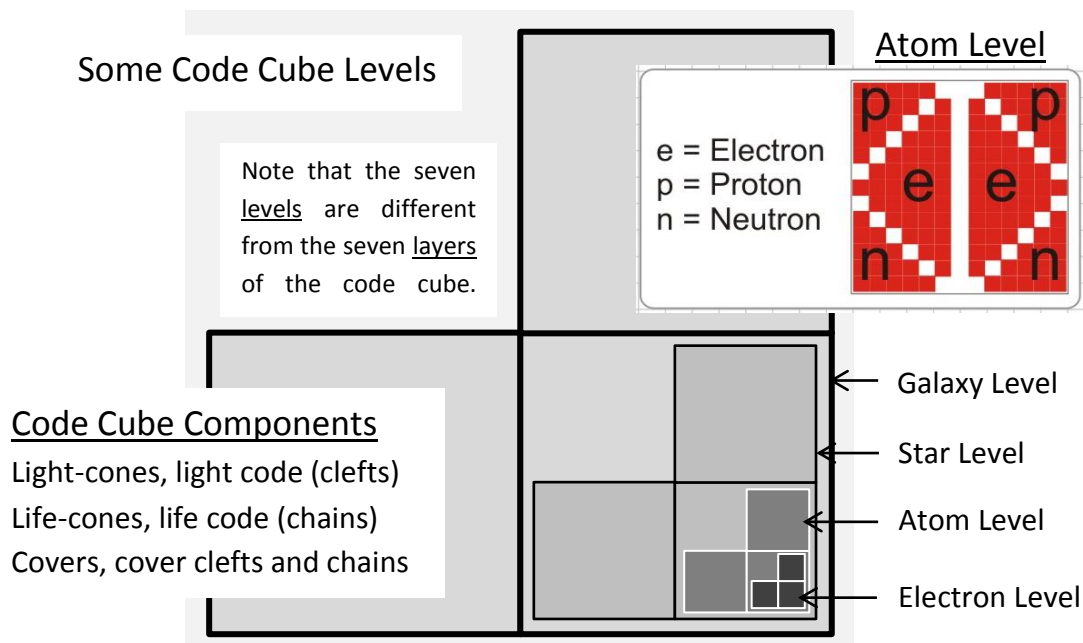 Some Code Cube Levels
Atom Level
e = Electron
p = Proton
n = Neutron
p p
e e
n n
Note that the seven
levels are different
from the seven layers
of the code cube.
Galaxy Level
Star Level
Atom Level
Electron Level
Code Cube Components
Light-cones, light code (clefts)
Life-cones, life code (chains)
Covers, cover clefts and chains